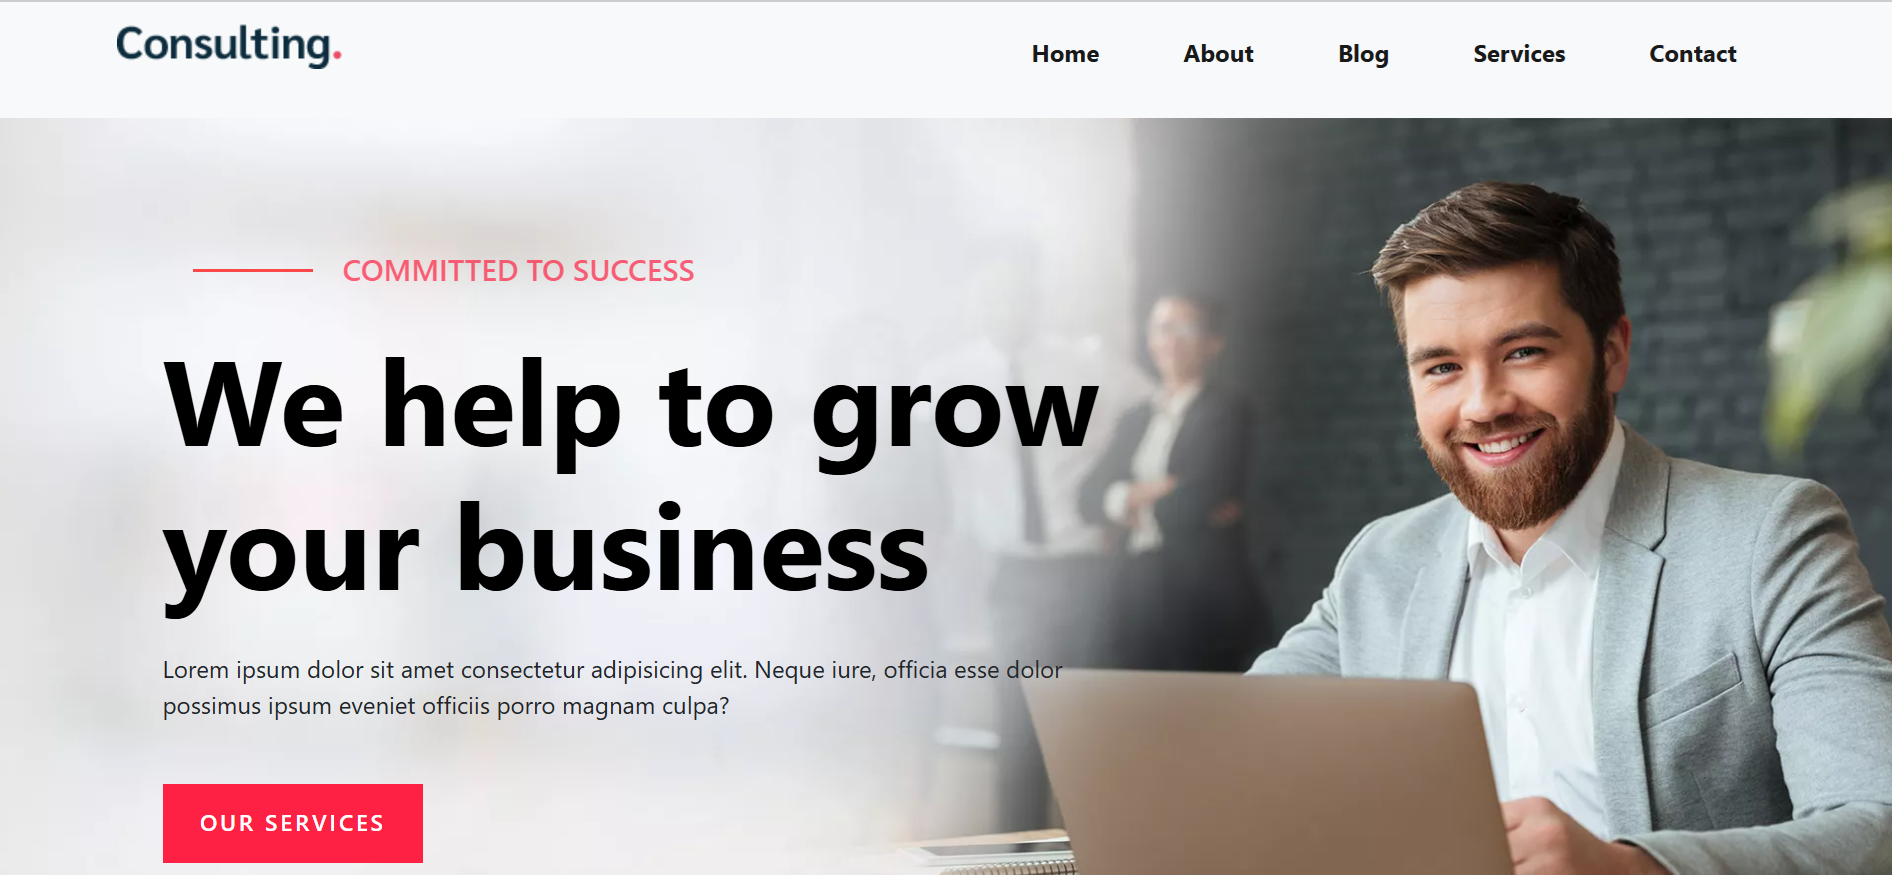 Consulting.
Home About Blog Services Contact
COMMITTED TO SUCCESS
We help to grow
your business
Lorem ipsum dolor sit amet consectetur adipisicing elit. Neque iure, officia esse dolor
possimus ipsum eveniet officiis porro magnam culpa?
OUR SERVICES